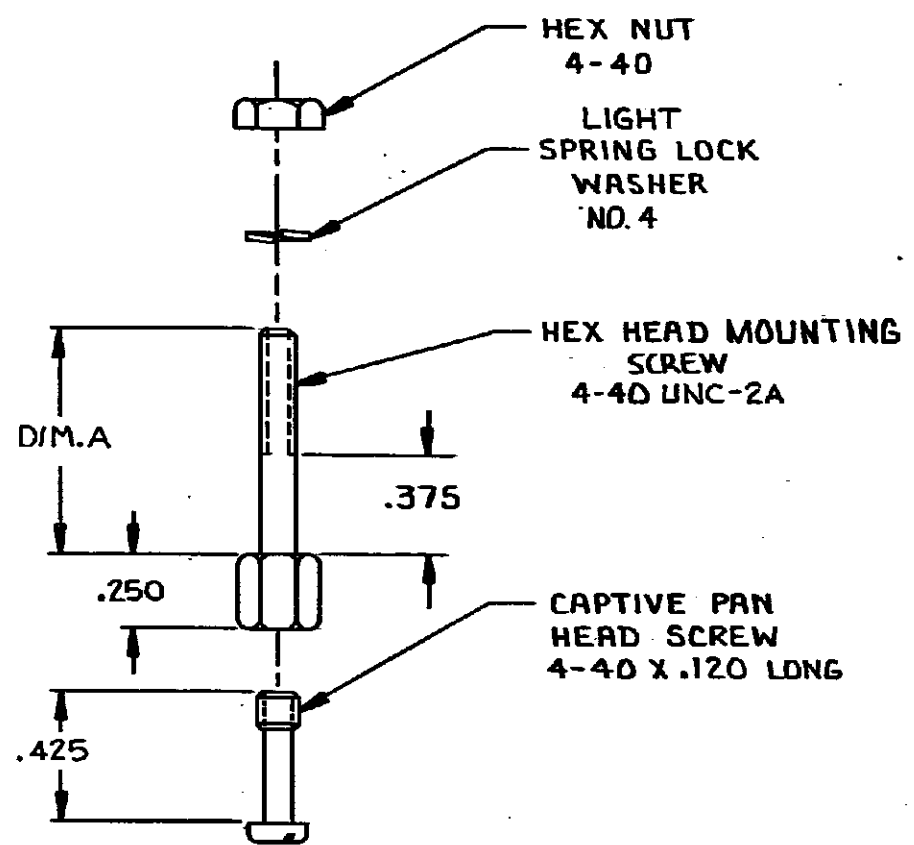 HEX NUT
4-40
LIGHT
SPRING LOCK
WASHER
NO. 4
HEX HEAD MOUNTING
SCREW
4-40 UNC-2A
DIM.A
.375
.250
CAPTIVE PAN
HEAD SCREW
4-40 X .120 LONG
.425